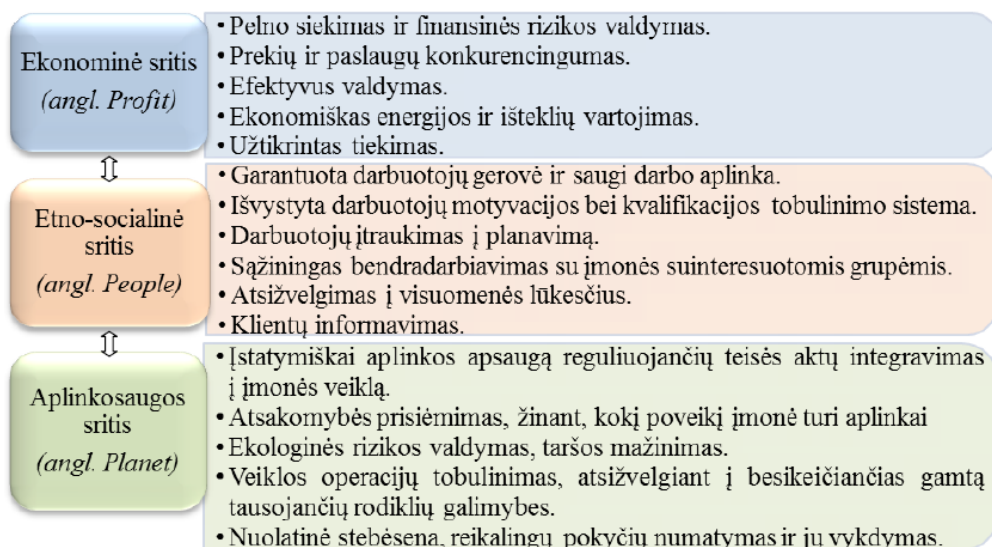 Ekonominė sritis
(angl. Profit)
• Pelno siekimas ir finansinės rizikos valdymas.
• Prekių ir paslaugų konkurencingumas.
• Efektyvus valdymas.
• Ekonomiškas energijos ir išteklių vartojimas.
• Užtikrintas tiekimas.
Etno-socialinė
sritis
(angl. People)
• Garantuota darbuotojų gerovė ir saugi darbo aplinka.
• Išvystyta darbuotojų motyvacijos bei kvalifikacijos tobulinimo sistema.
• Darbuotojų įtraukimas į planavimą.
• Sąžiningas bendradarbiavimas su įmonės suinteresuotomis grupėmis.
• Atsižvelgimas į visuomenės lūkesčius.
• Klientų informavimas.
Aplinkosaugos
sritis
(angl. Planet)
• Įstatymiškai aplinkos apsaugą reguliuojančių teisės aktų integravimas
į įmonės veiklą.
• Atsakomybės prisiėmimas, žinant, kokį poveikį įmonė turi aplinkai
• Ekologinės rizikos valdymas, taršos mažinimas.
• Veiklos operacijų tobulinimas, atsižvelgiant į besikeičiančias gamtą
tausojančių rodiklių galimybes.
• Nuolatinė stebėsena, reikalingų pokyčių numatymas ir jų vykdymas.